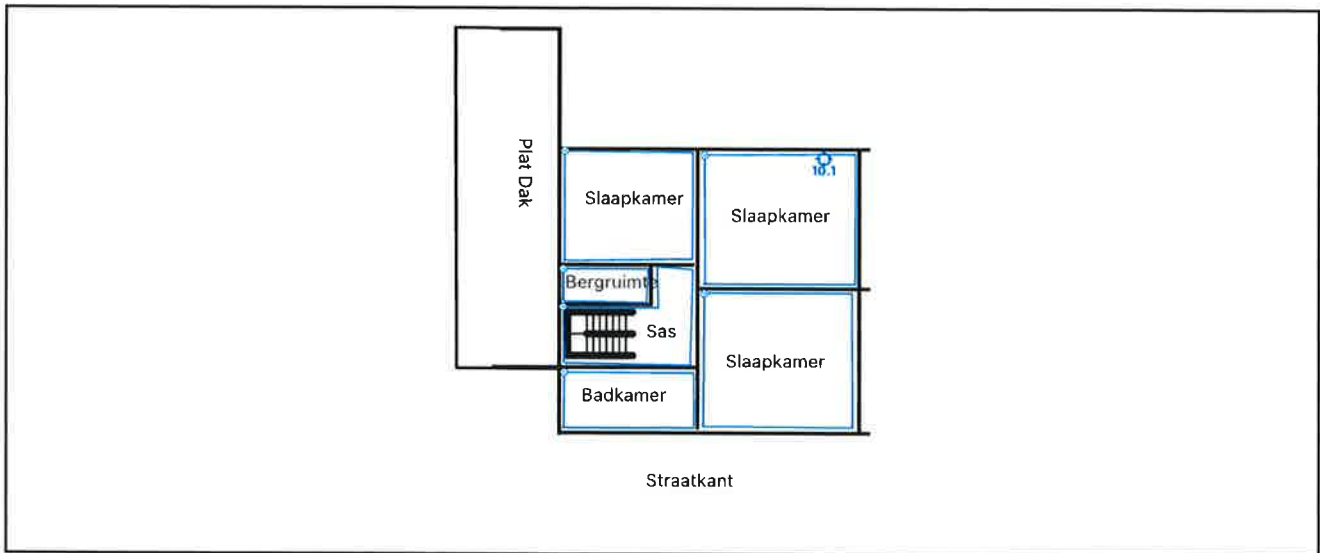 Plat Dak
Slaapkamer
10.1
Slaapkamer
Bergruimte
Sas
Slaapkamer
Badkamer
Straatkant